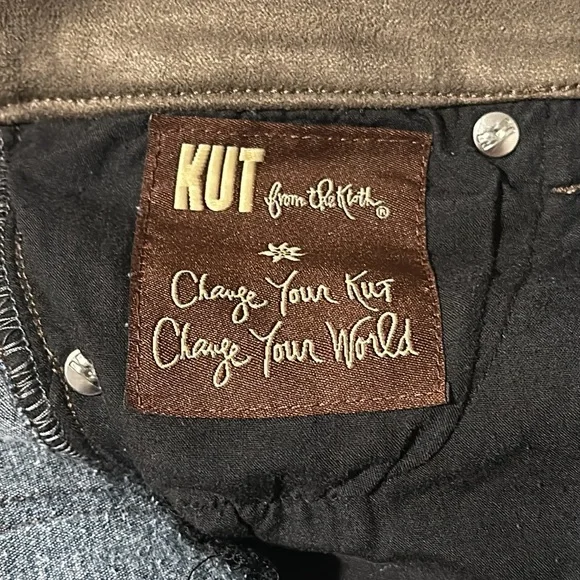 KUT from the Kloth®
Change Your Kut
Change Your World